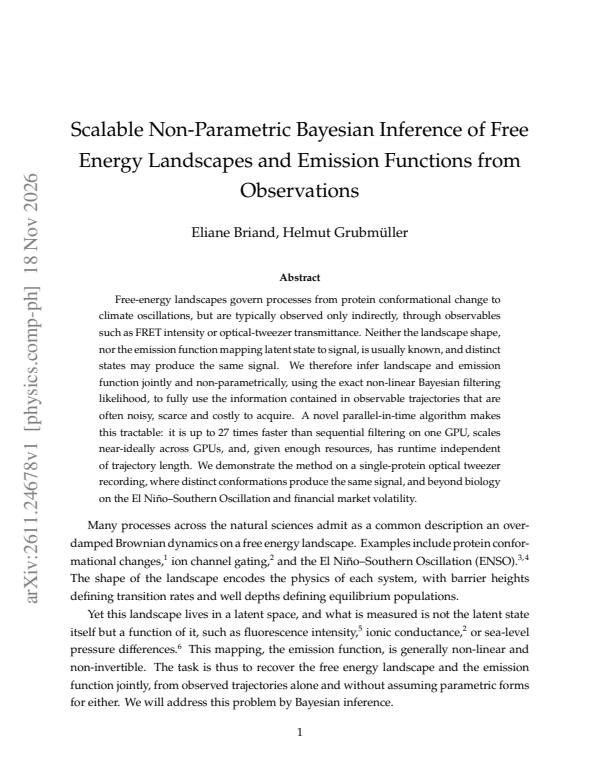 arXiv:2611.24678v1 [physics.comp-ph] 18 Nov 2026
Scalable Non-Parametric Bayesian Inference of Free
Energy Landscapes and Emission Functions from
Observations
Eliane Briand, Helmut Grubmüller
Abstract
Free-energy landscapes govern processes from protein conformational change to
climate oscillations, but are typically observed only indirectly, through observables
such as FRET intensity or optical-tweezer transmittance. Neither the landscape shape,
nor the emission function mapping latent state to signal, is usually known, and distinct
states may produce the same signal. We therefore infer landscape and emission
function jointly and non-parametrically, using the exact non-linear Bayesian filtering
likelihood, to fully use the information contained in observable trajectories that are
often noisy, scarce and costly to acquire. A novel parallel-in-time algorithm makes
this tractable: it is up to 27 times faster than sequential filtering on one GPU, scales
near-ideally across GPUs, and, given enough resources, has runtime independent
of trajectory length. We demonstrate the method on a single-protein optical tweezer
recording, where distinct conformations produce the same signal, and beyond biology
on the El Niño–Southern Oscillation and financial market volatility.
Many processes across the natural sciences admit as a common description an over-
damped Brownian dynamics on a free energy landscape. Examples include protein confor-
mational changes,1 ion channel gating,2 and the El Niño–Southern Oscillation (ENSO).3,4
The shape of the landscape encodes the physics of each system, with barrier heights
defining transition rates and well depths defining equilibrium populations.
Yet this landscape lives in a latent space, and what is measured is not the latent state
itself but a function of it, such as fluorescence intensity,5 ionic conductance,2 or sea-level
pressure differences.6 This mapping, the emission function, is generally non-linear and
non-invertible. The task is thus to recover the free energy landscape and the emission
function jointly, from observed trajectories alone and without assuming parametric forms
for either. We will address this problem by Bayesian inference.
1